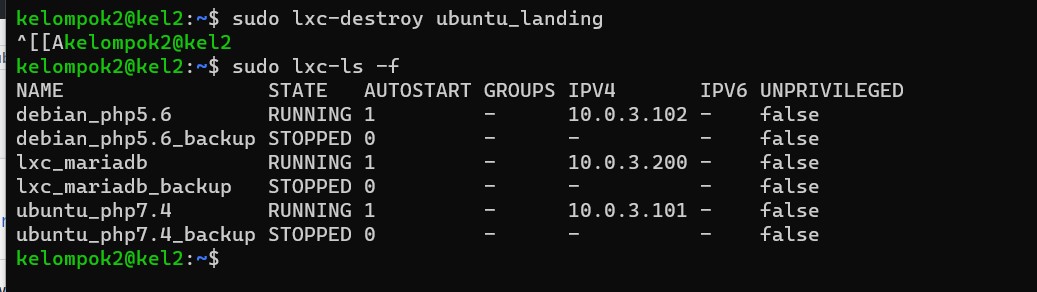 kelompok2@kel2:~$ sudo lxc-destroy ubuntu_landing
^[[Akelompok2@kel2
kelompok2@kel2:~$ sudo lxc-ls -f
NAME                 STATE   AUTOSTART GROUPS IPV4       IPV6 UNPRIVILEGED
debian_php5.6        RUNNING 1         -      10.0.3.102 -    false
debian_php5.6_backup STOPPED 0         -      -          -    false
lxc_mariadb          RUNNING 1         -      10.0.3.200 -    false
lxc_mariadb_backup   STOPPED 0         -      -          -    false
ubuntu_php7.4        RUNNING 1         -      10.0.3.101 -    false
ubuntu_php7.4_backup STOPPED 0         -      -          -    false
kelompok2@kel2:~$